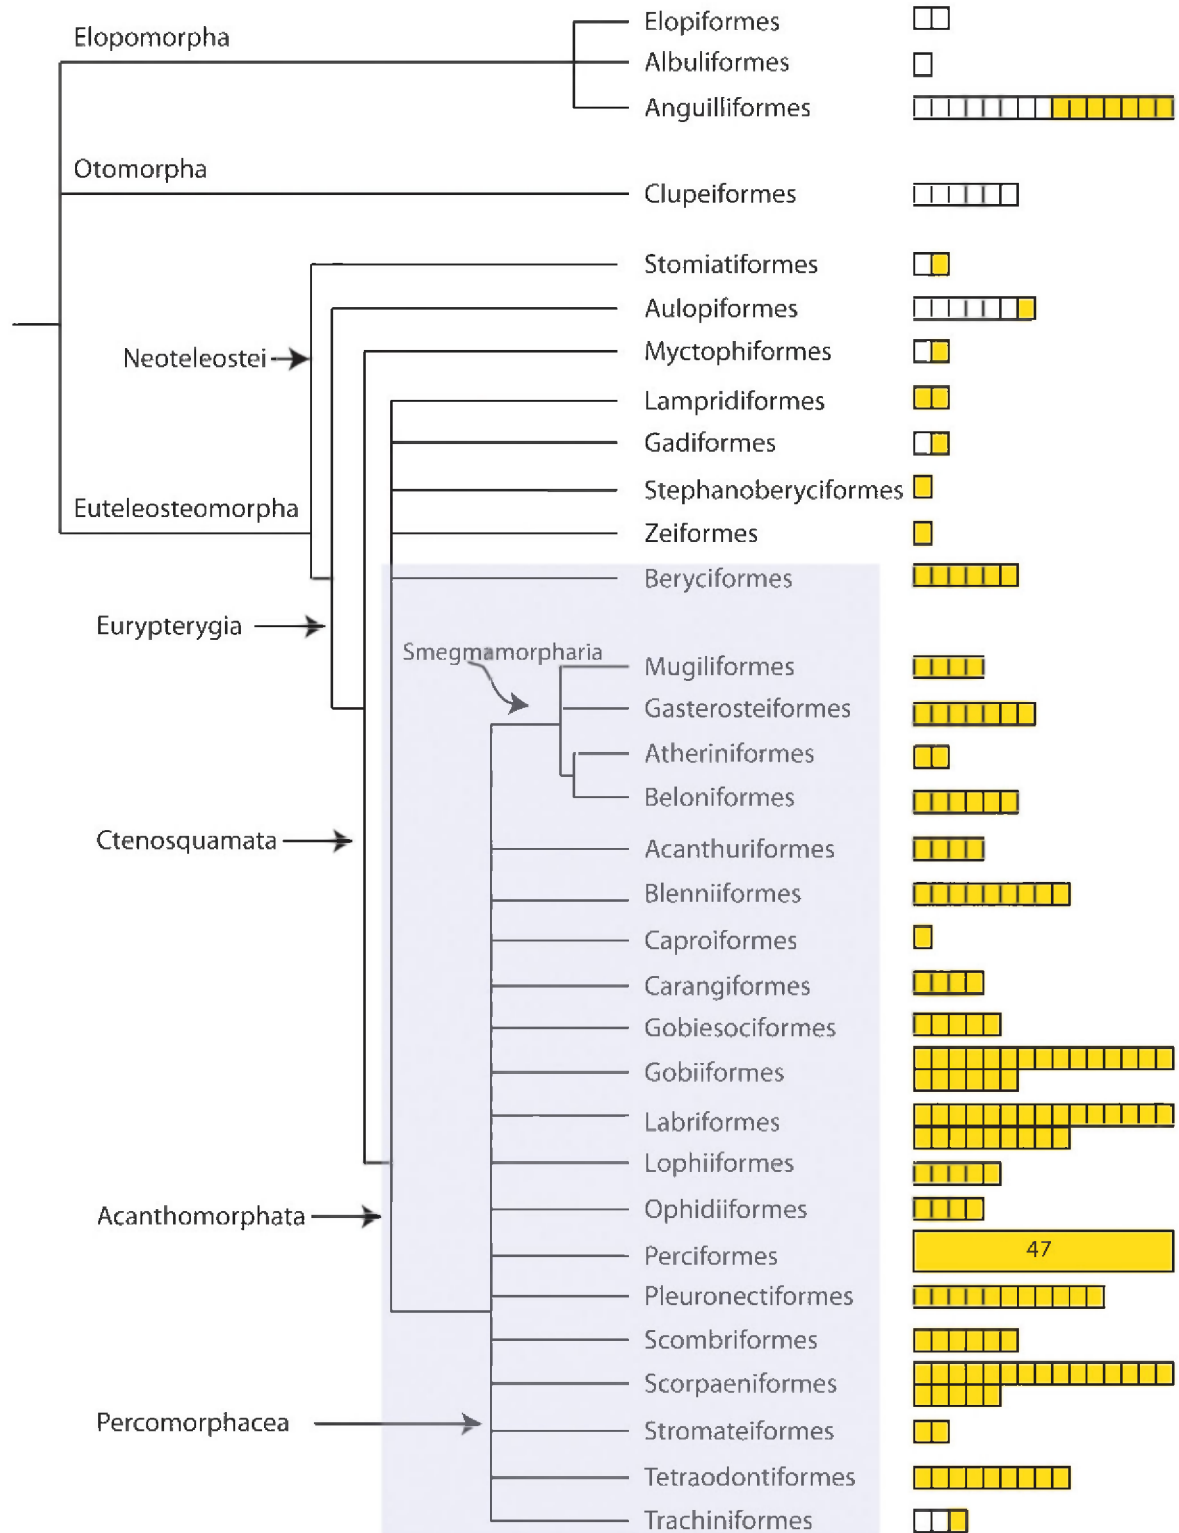 Elopomorpha
Elopiformes
Albuliformes
Anguilliformes
Otomorpha
Clupeiformes
Stomiatiformes
Aulopiformes
Neoteleostei
Myctophiformes
Lampridiformes
Gadiformes
Stephanoberyciformes
Euteleosteomorpha
Zeiformes
Beryciformes
Eurypterygia
Smegmamorpharia
Mugiliformes
Gasterosteiformes
Atheriniformes
Beloniformes
Ctenosquamata
Acanthuriformes
Blenniiformes
Caproiformes
Carangiformes
Gobiesociformes
Gobiiformes
Labriformes
Lophiiformes
Acanthomorphata
Ophidiiformes
Perciformes
47
Pleuronectiformes
Scombriformes
Scorpaeniformes
Percomorphacea
Stromateiformes
Tetraodontiformes
Trachiniformes